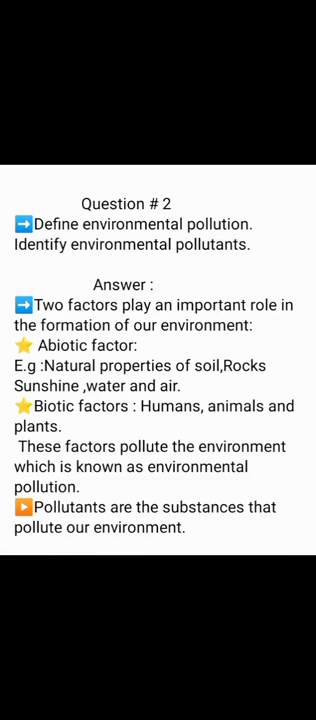 Question # 2
➡️Define environmental pollution.
Identify environmental pollutants.
Answer :
➡️Two factors play an important role in
the formation of our environment:
⭐ Abiotic factor:
E.g :Natural properties of soil,Rocks
Sunshine ,water and air.
⭐Biotic factors : Humans, animals and
plants.
These factors pollute the environment
which is known as environmental
pollution.
▶️Pollutants are the substances that
pollute our environment.